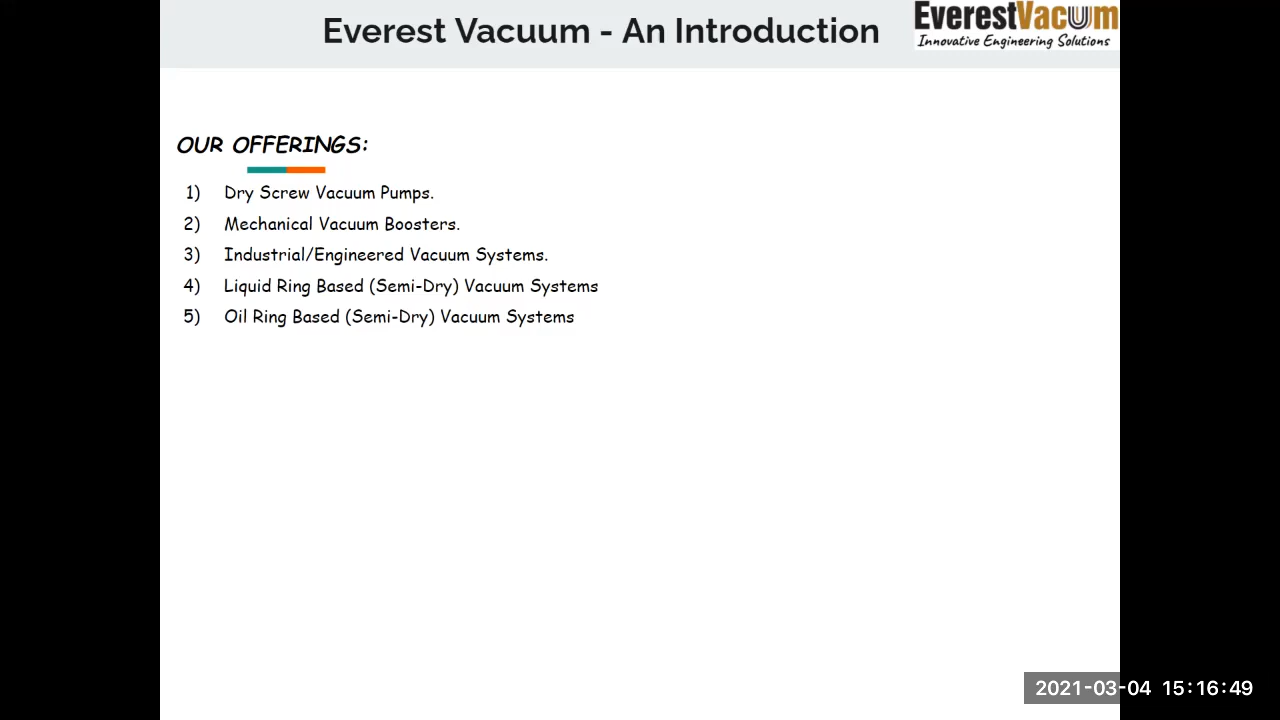 Everest Vacuum - An Introduction
EverestVacuum
Innovative Engineering Solutions
OUR OFFERINGS:
1) Dry Screw Vacuum Pumps.
2) Mechanical Vacuum Boosters.
3) Industrial/Engineered Vacuum Systems.
4) Liquid Ring Based (Semi-Dry) Vacuum Systems
5) Oil Ring Based (Semi-Dry) Vacuum Systems
2021-03-04 15:16:49